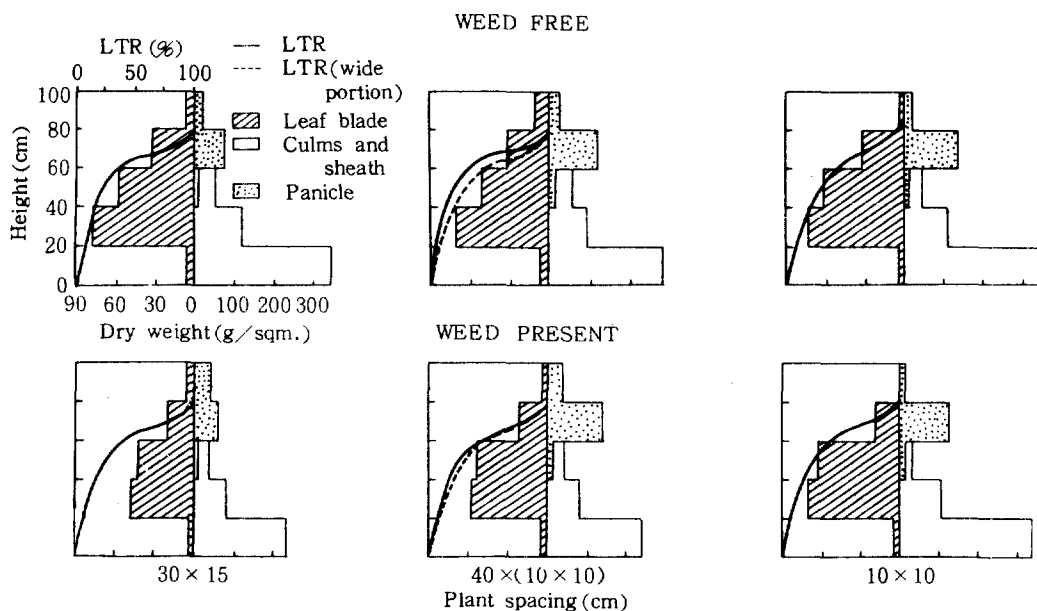 WEED FREE
LTR (%)
0 50 100
LTR
LTR (wide portion)
Leaf blade
Culms and sheath
Panicle
Height (cm)
100
80
60
40
20
0
90 60 30 0 100 200 300
Dry weight (g/sqm.)
WEED PRESENT
30 × 15
40 × (10 × 10)
10 × 10
Plant spacing (cm)